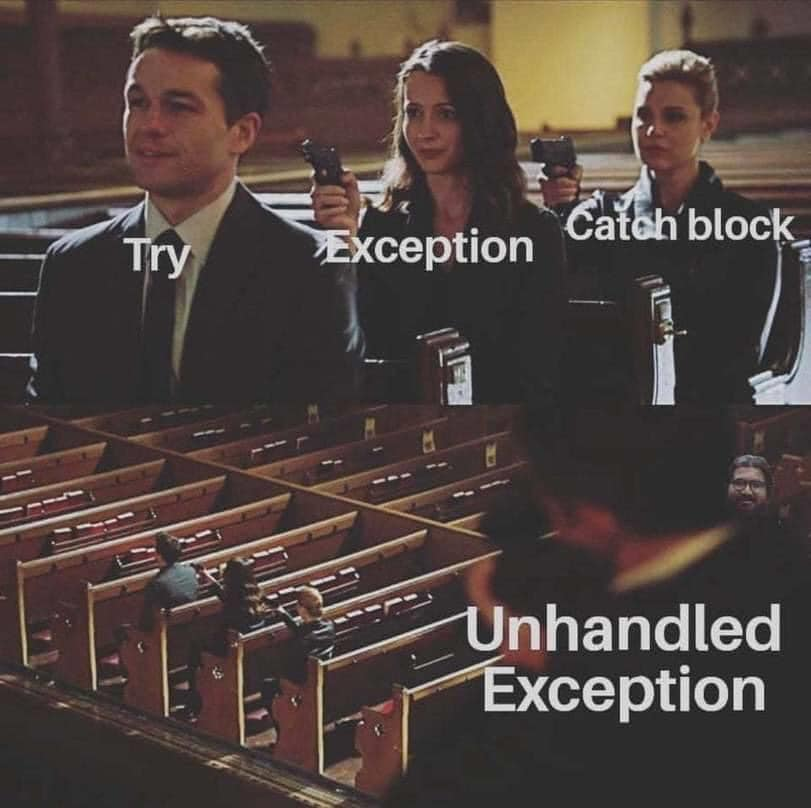 Try
Exception
Catch block
Unhandled
Exception